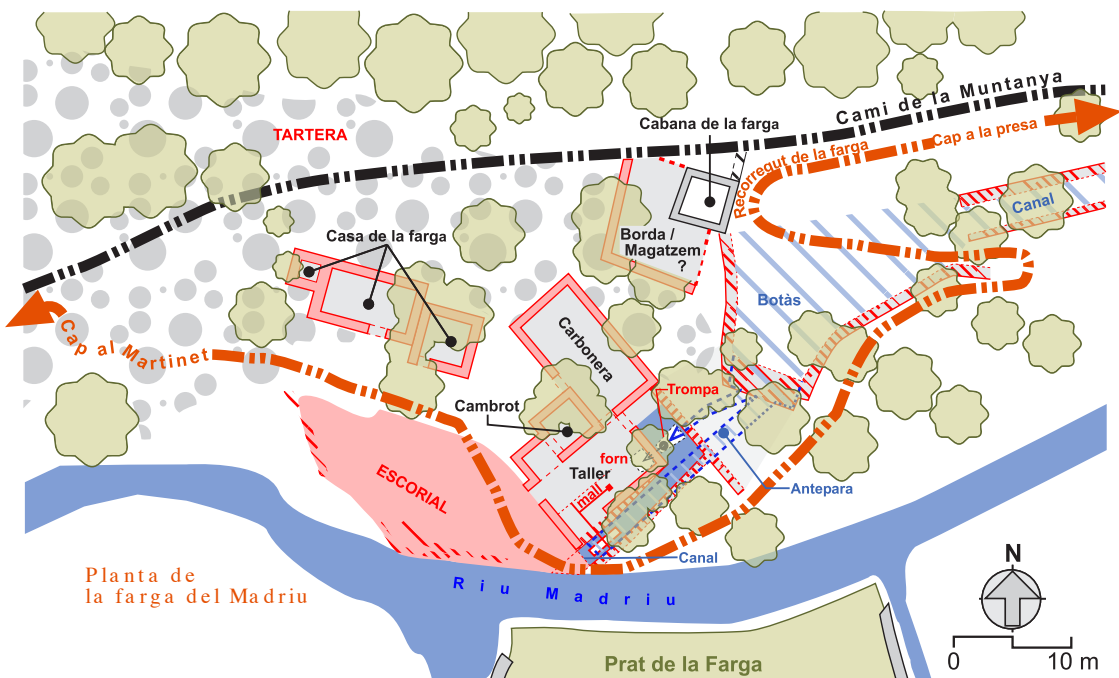 Cami de la Muntanya
Cabana de la farga
TARTERA
Recorregut de la farga
Cap a la presa
Canal
Casa de la farga
Borda /
Magatzem
?
Botàs
Cap al Martinet
Carbonera
Trompa
Cambrot
forn
Taller
mall
ESCORIAL
Antepara
Canal
Planta de
la farga del Madriu
Riu Madriu
N
0 10 m
Prat de la Farga